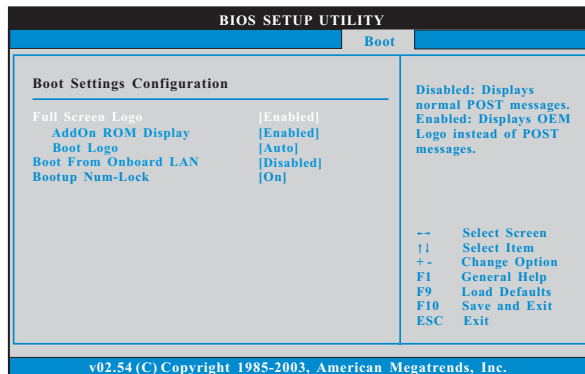 BIOS SETUP UTILITY
Boot
Boot Settings Configuration
Full Screen Logo [Enabled]
AddOn ROM Display [Enabled]
Boot Logo [Auto]
Boot From Onboard LAN [Disabled]
Bootup Num-Lock [On]
Disabled: Displays
normal POST messages.
Enabled: Displays OEM
Logo instead of POST
messages.
←→ Select Screen
↑↓ Select Item
+ - Change Option
F1 General Help
F9 Load Defaults
F10 Save and Exit
ESC Exit
v02.54 (C) Copyright 1985-2003, American Megatrends, Inc.